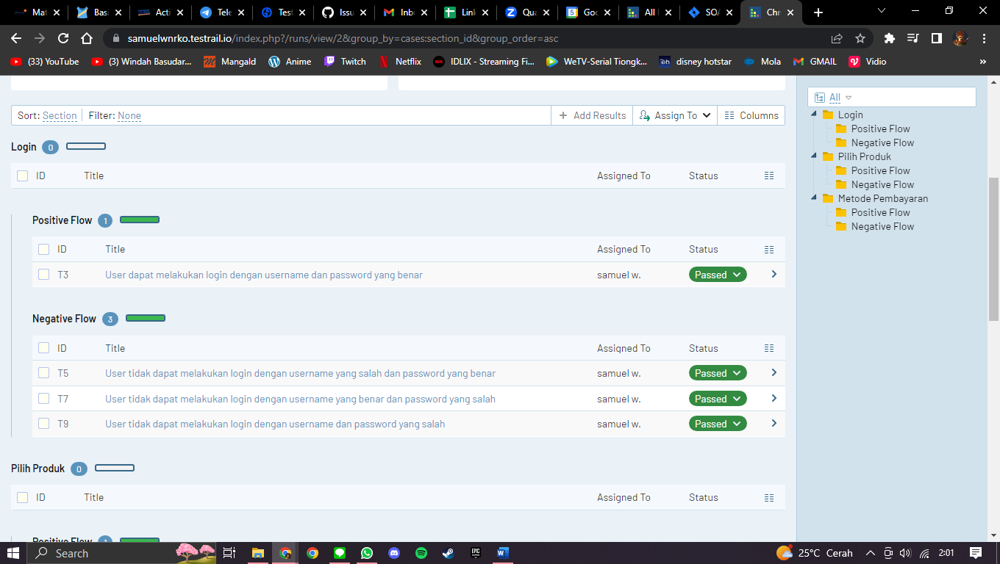 Mat
Basi
Acti
Tele
Test
Issu
Inbo
Link
Qua
Goo
All
SOA
Chr
samuelwnrko.testrail.io/index.php?/runs/view/2&group_by=cases:section_id&group_order=asc
(33) YouTube
(3) Windah Basudar...
Mangald
Anime
Twitch
Netflix
IDLIX - Streaming Fi...
WeTV-Serial Tiongk...
disney hotstar
Mola
GMAIL
Vidio
»
All
Sort: Section
Filter: None
Add Results
Assign To
Columns
Login 0
ID Title Assigned To Status
Positive Flow 1
ID Title Assigned To Status
T3 User dapat melakukan login dengan username dan password yang benar samuel w. Passed
Negative Flow 3
ID Title Assigned To Status
T5 User tidak dapat melakukan login dengan username yang salah dan password yang benar samuel w. Passed
T7 User tidak dapat melakukan login dengan username yang benar dan password yang salah samuel w. Passed
T9 User tidak dapat melakukan login dengan username dan password yang salah samuel w. Passed
Pilih Produk 0
ID Title Assigned To Status
Positive Flow 1
Login
Positive Flow
Negative Flow
Pilih Produk
Positive Flow
Negative Flow
Metode Pembayaran
Positive Flow
Negative Flow
Search
25°C Cerah
2:01